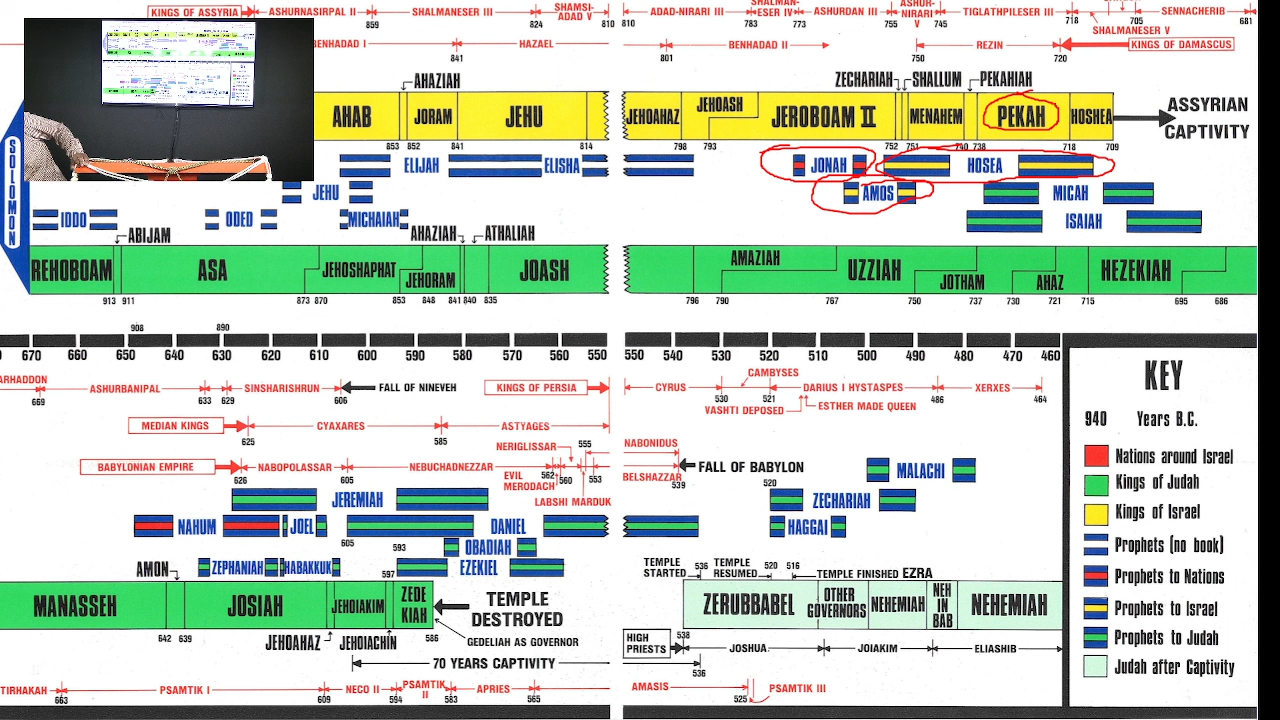 KINGS OF ASSYRIA ASHURNASIRPAL II 859 SHALMANESER III 824 SHAMSI-ADAD V 810
810 ADAD-NIRARI III 783 SHALMAN-ESER IV 773 ASHURDAN III 755 ASHUR-NIRARI V 745 TIGLATHPILESER III 718 705 SENNACHERIB 681
SHALMANESER V
BENHADAD I 841 HAZAEL 801 BENHADAD II 750 REZIN 720 KINGS OF DAMASCUS
AHAZIAH ZECHARIAH SHALLUM PEKAHIAH
AHAB JORAM JEHU JEHOAHAZ JEHOASH JEROBOAM II MENAHEM PEKAH HOSHEA ASSYRIAN CAPTIVITY
853 852 841 814 798 793 752 751 740 738 718 709
ELIJAH ELISHA JONAH HOSEA
JEHU AMOS MICAH
IDDO ODED MICHAIAH ISAIAH
SOLOMON
ABIJAM AHAZIAH ATHALIAH
REHOBOAM ASA JEHOSHAPHAT JEHORAM JOASH AMAZIAH UZZIAH JOTHAM AHAZ HEZEKIAH
913 911 873 870 853 848 841 840 835 796 790 767 750 737 730 721 715 695 686
908 890
670 660 650 640 630 620 610 600 590 580 560 550 550 540 530 520 510 500 490 480 470 460
ARHADDON 669 ASHURBANIPAL 633 629 SINSHARISHRUN 606 FALL OF NINEVEH KINGS OF PERSIA CYRUS 530 CAMBYSES 521 DARIUS I HYSTASPES 486 XERXES 464
VASHTI DEPOSED ESTHER MADE QUEEN
MEDIAN KINGS 625 CYAXARES 585 ASTYAGES
BABYLONIAN EMPIRE 626 NABOPOLASSAR 605 NEBUCHADNEZZAR EVIL MERODACH 562 560 NERIGLISSAR LABSHI MARDUK 555 553 NABONIDUS BELSHAZZAR 539 FALL OF BABYLON
JEREMIAH 520 ZECHARIAH MALACHI
NAHUM JOEL 605 DANIEL HAGGAI
593 OBADIAH
ZEPHANIAH HABAKKUK EZEKIEL
AMON 597 TEMPLE STARTED 536 TEMPLE RESUMED 520 516 TEMPLE FINISHED EZRA
MANASSEH JOSIAH JEHOIAKIM ZEDEKIAH TEMPLE DESTROYED ZERUBBABEL OTHER GOVERNORS NEHEMIAH NEH IN BAB NEHEMIAH
642 639 JEHOAHAZ JEHOIACHIN 586 GEDELIAH AS GOVERNOR
HIGH PRIESTS 538 JOSHUA JOIAKIM ELIASHIB
70 YEARS CAPTIVITY 536
TIRHAKAH 663 PSAMTIK I 609 NECO II 594 PSAMTIK II 583 APRIES 565 AMASIS 525 PSAMTIK III
KEY
940 Years B.C.
Nations around Israel
Kings of Judah
Kings of Israel
Prophets (no book)
Prophets to Nations
Prophets to Israel
Prophets to Judah
Judah after Captivity